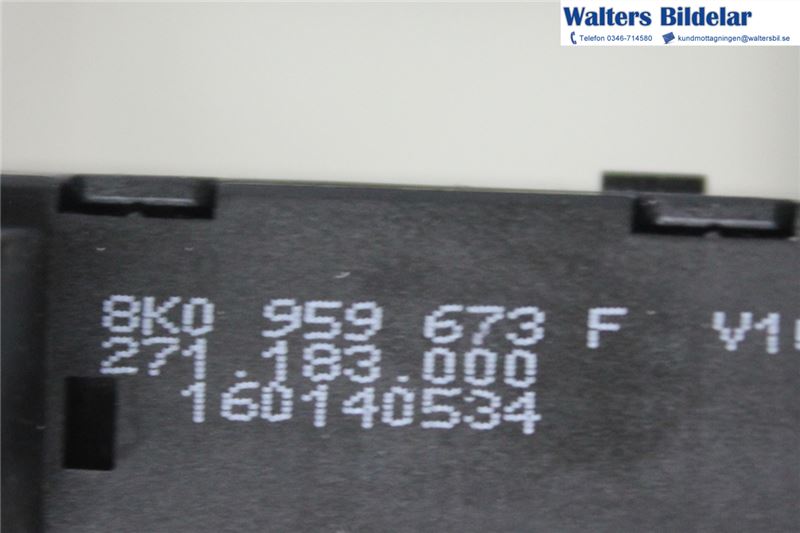 Walters Bildelar
Telefon 0346-714580 kundmottagningen@waltersbil.se
8K0 959 673 F
271.183.000
160140534